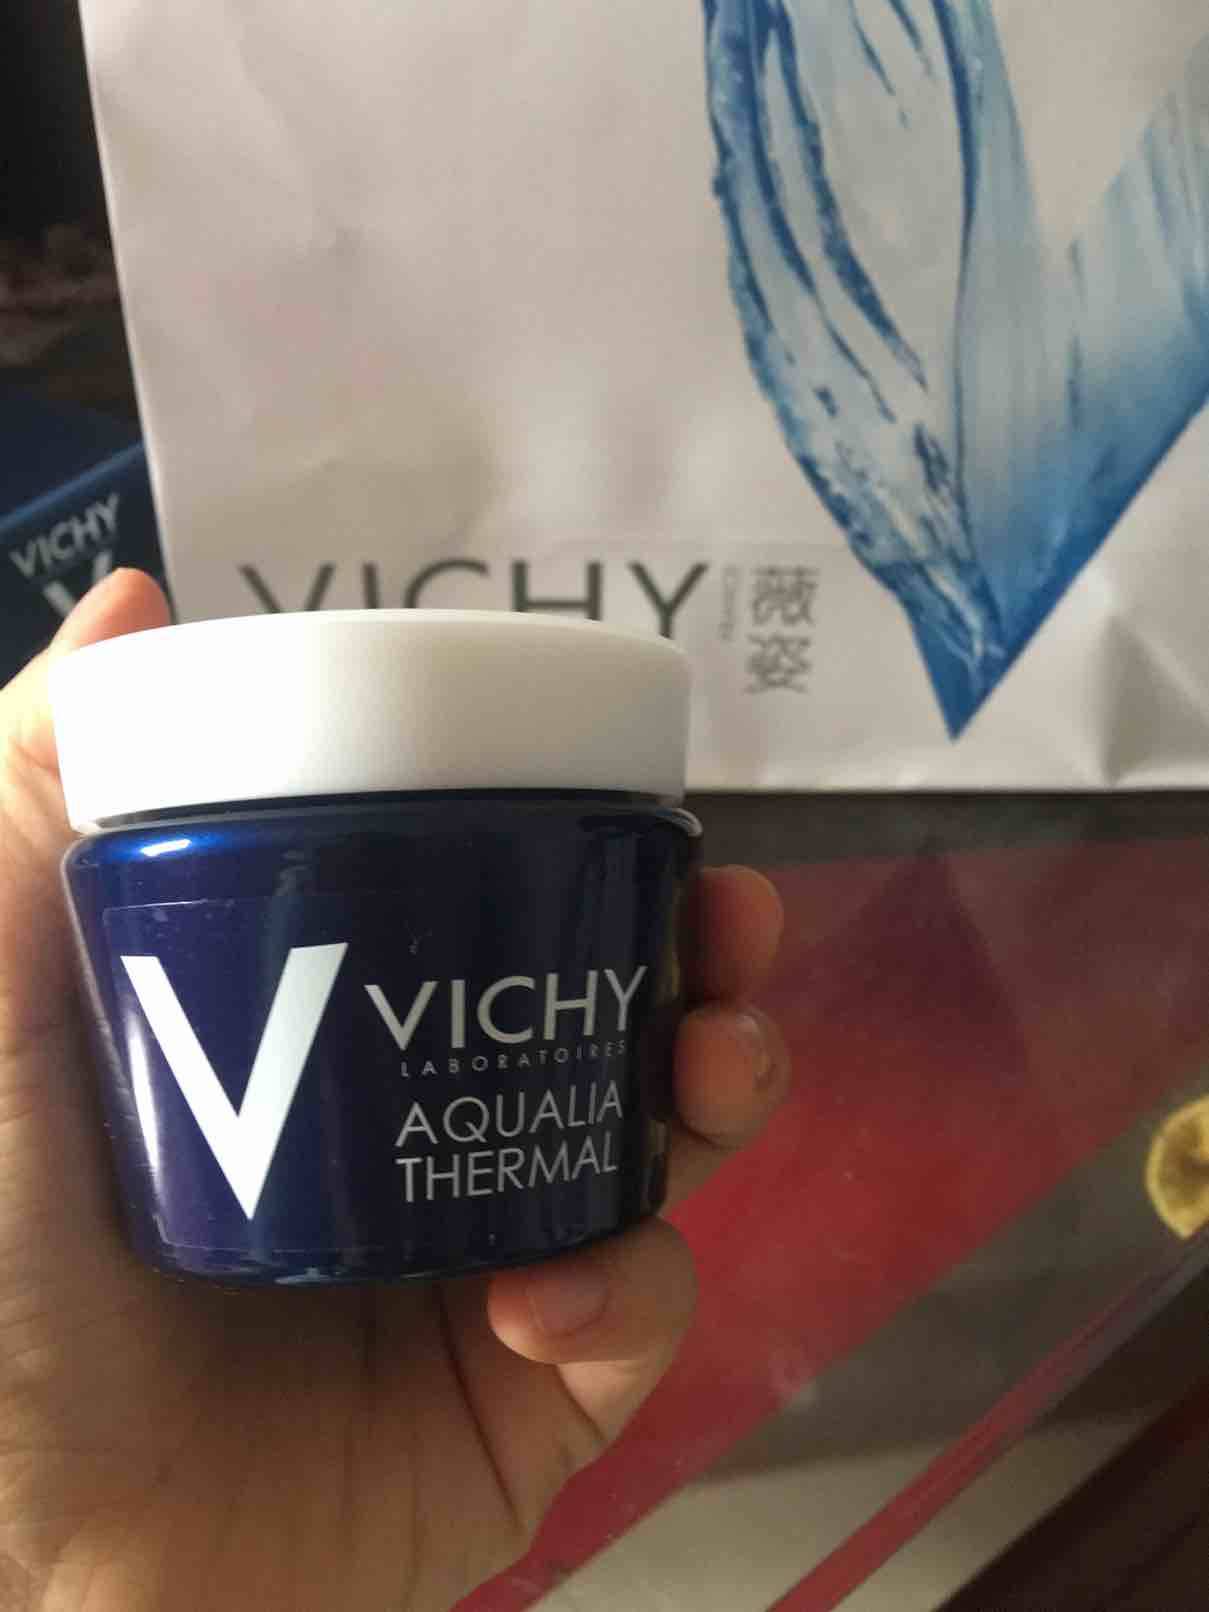 VICHY
V
VICHY
薇
姿
V
VICHY
LABORATOIRES
AQUALIA
THERMAL